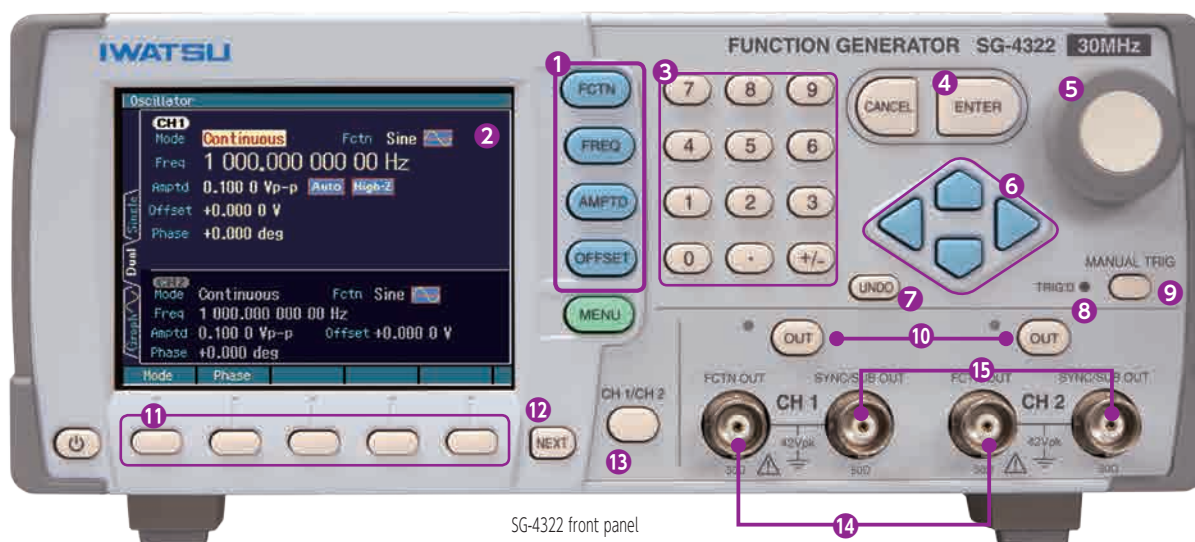 IWATSU
FUNCTION GENERATOR SG-4322 30MHz
Oscillator
CH1
Mode Continuous Fctn Sine
Freq 1 000.000 000 00 Hz
Amptd 0.100 0 Vp-p Auto High-Z
Offset +0.000 0 V
Phase +0.000 deg
Single
Dual
Graph
CH2
Mode Continuous Fctn Sine
Freq 1 000.000 000 00 Hz
Amptd 0.100 0 Vp-p Offset +0.000 0 V
Phase +0.000 deg
Mode Phase
1
2
FCTN
FREQ
AMPTD
OFFSET
MENU
3
7 8 9
4 5 6
1 2 3
0 . +/-
4
CANCEL ENTER
5
6
UNDO
7
MANUAL TRIG
TRIG'D
8
9
OUT 10 OUT
11
12
NEXT
CH 1/CH 2
13
FCTN OUT SYNC/SUB OUT FCTN OUT SYNC/SUB OUT
15
CH 1 CH 2
42Vpk 42Vpk
50Ω 50Ω 50Ω 50Ω
14
SG-4322 front panel